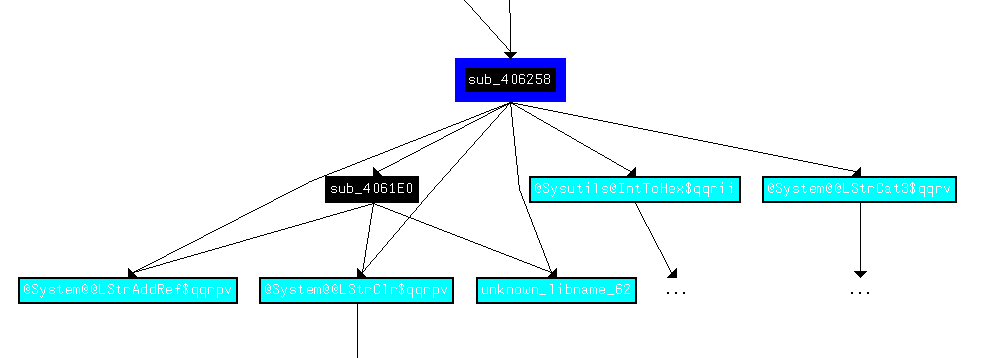 sub_406258
sub_4061E0
@Sysutils@IntToHex$qqrii
@System@@LStrCat3$qqrv
@System@@LStrAddRef$qqrpv
@System@@LStrClr$qqrpv
unknown_libname_62
...
...